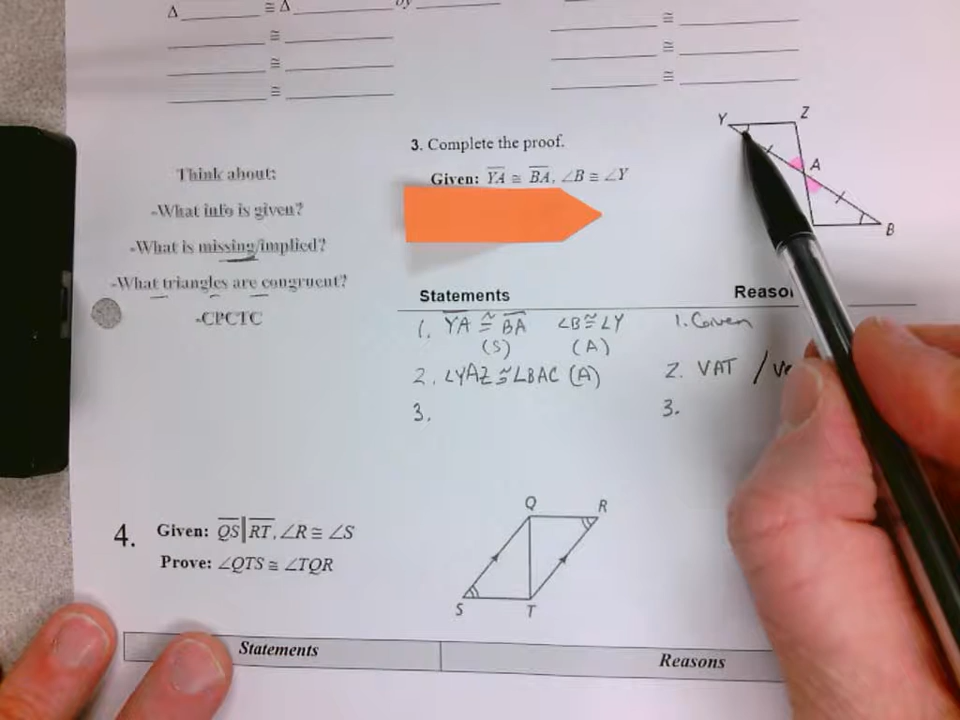 Δ ≅ Δ by
≅
≅
≅
≅
≅
≅
3. Complete the proof.
Given: YA ≅ BA, ∠B ≅ ∠Y
Think about:
-What info is given?
-What is missing/implied?
-What triangles are congruent?
-CPCTC
Y
Z
A
B
Statements
1. YA ≅ BA ∠B ≅ ∠Y
(S) (A)
2. ∠YAZ ≅ ∠BAC (A)
3.
1. Given
2. VAT /
3.
4. Given: QS || RT, ∠R ≅ ∠S
Prove: ∠QTS ≅ ∠TQR
Q
R
S
T
Statements
Reasons